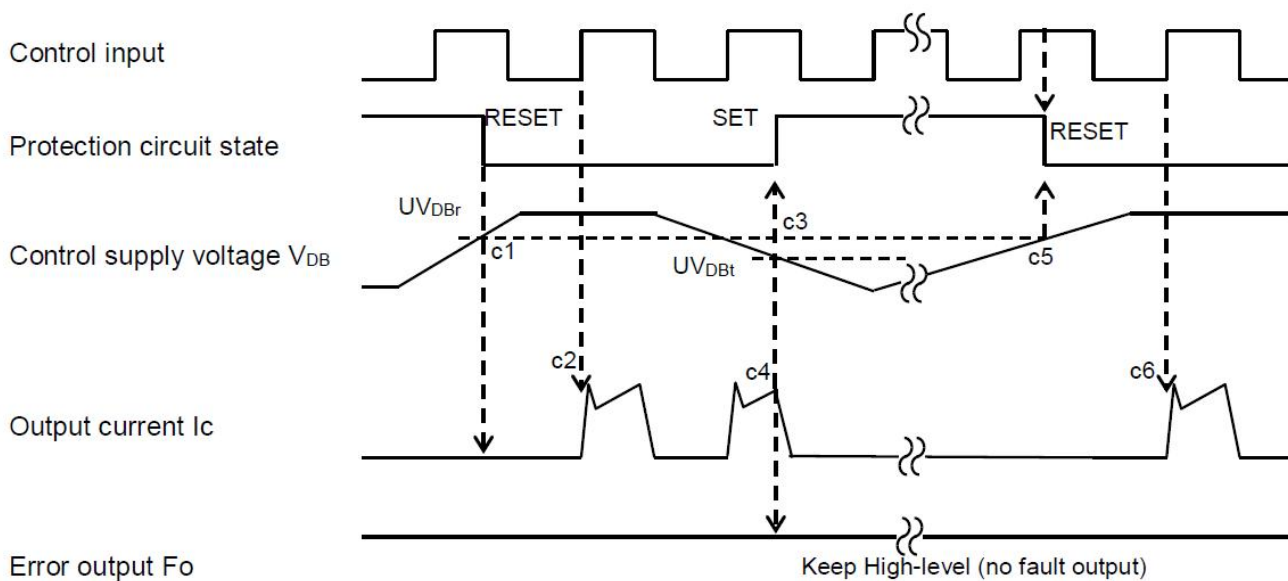 Control input
RESET
SET
RESET
Protection circuit state
UVDBr
c3
c1
c5
Control supply voltage VDB
UVDBt
c2
c4
c6
Output current Ic
Error output Fo
Keep High-level (no fault output)